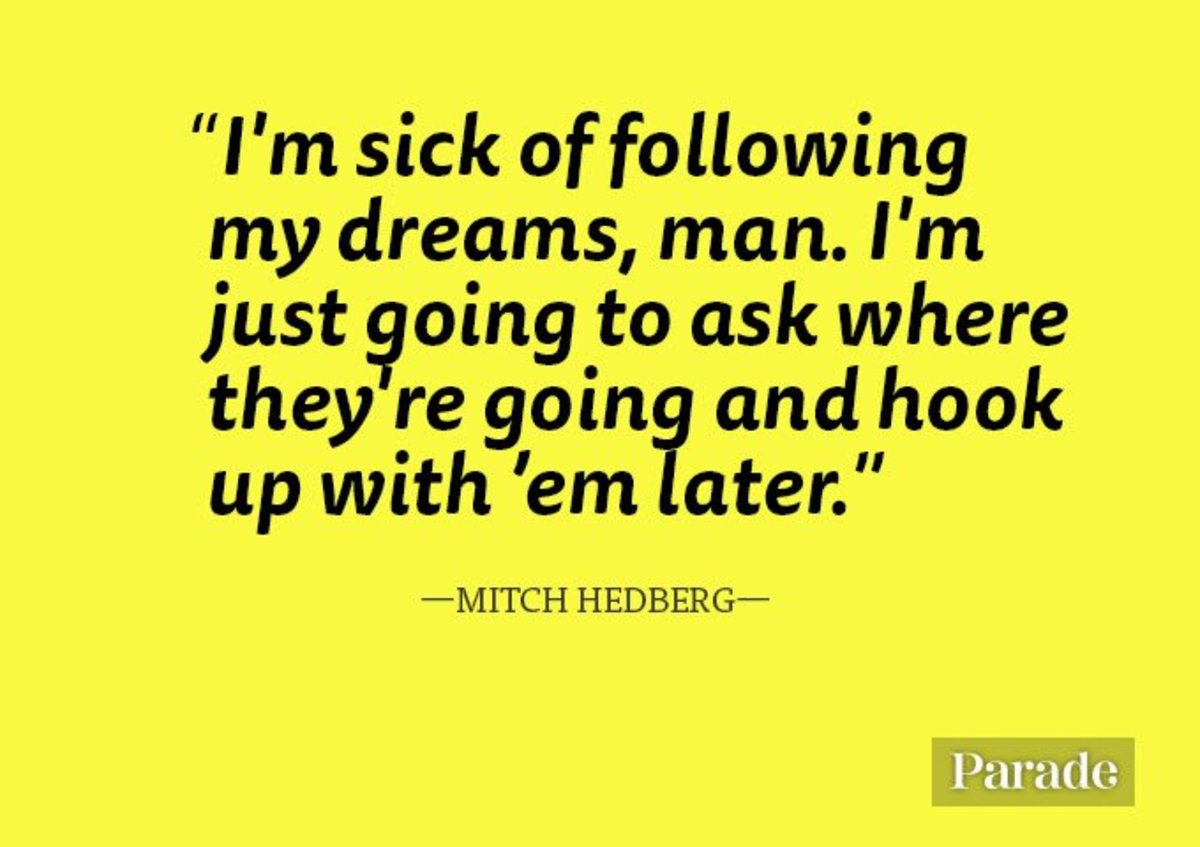 “I'm sick of following
my dreams, man. I'm
just going to ask where
they're going and hook
up with ’em later.”
—MITCH HEDBERG—
Parade